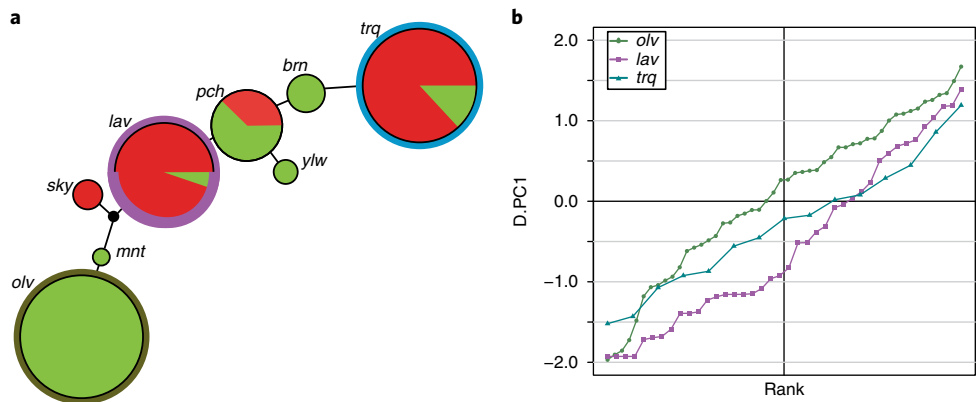 a
trq
brn
pch
lav
ylw
sky
mnt
olv
b
olv
lav
trq
2.0
1.0
0.0
−1.0
−2.0
D.PC1
Rank